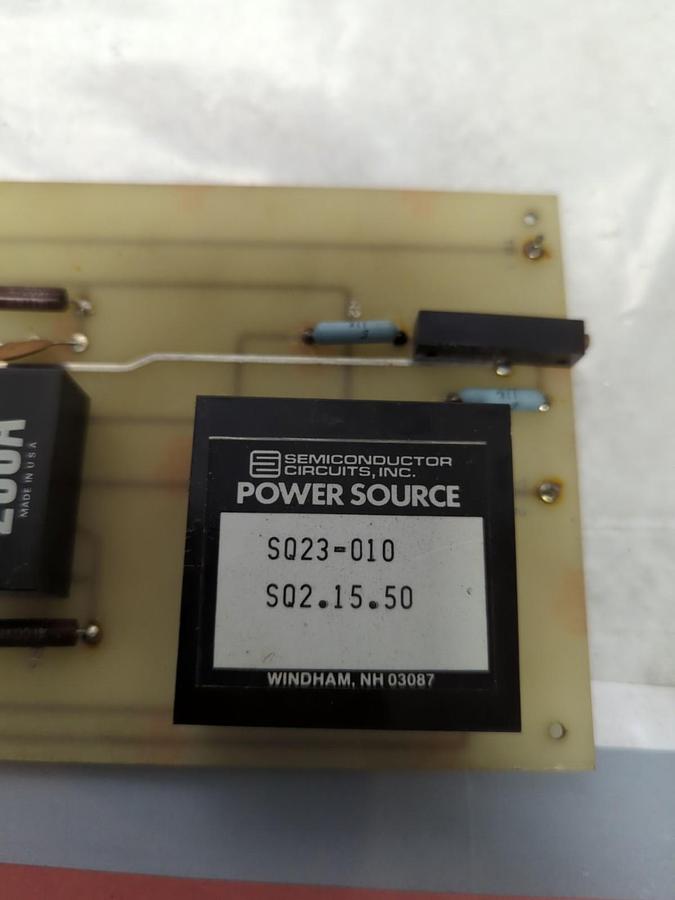 SEMICONDUCTOR
CIRCUITS, INC.
POWER SOURCE
SQ23-010
SQ2.15.50
WINDHAM, NH 03087
MADE IN USA